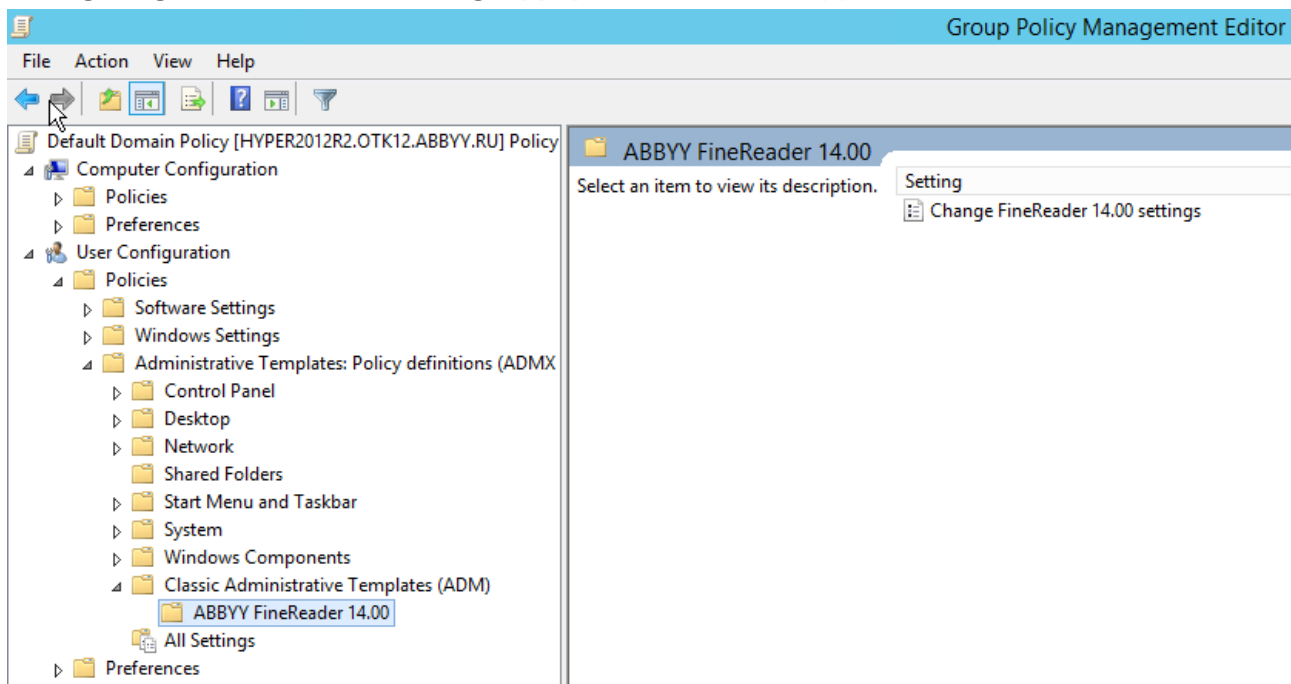 Group Policy Management Editor
File Action View Help
Default Domain Policy [HYPER2012R2.OTK12.ABBYY.RU] Policy
Computer Configuration
Policies
Preferences
User Configuration
Policies
Software Settings
Windows Settings
Administrative Templates: Policy definitions (ADMX
Control Panel
Desktop
Network
Shared Folders
Start Menu and Taskbar
System
Windows Components
Classic Administrative Templates (ADM)
ABBYY FineReader 14.00
All Settings
Preferences
ABBYY FineReader 14.00
Select an item to view its description.
Setting
Change FineReader 14.00 settings